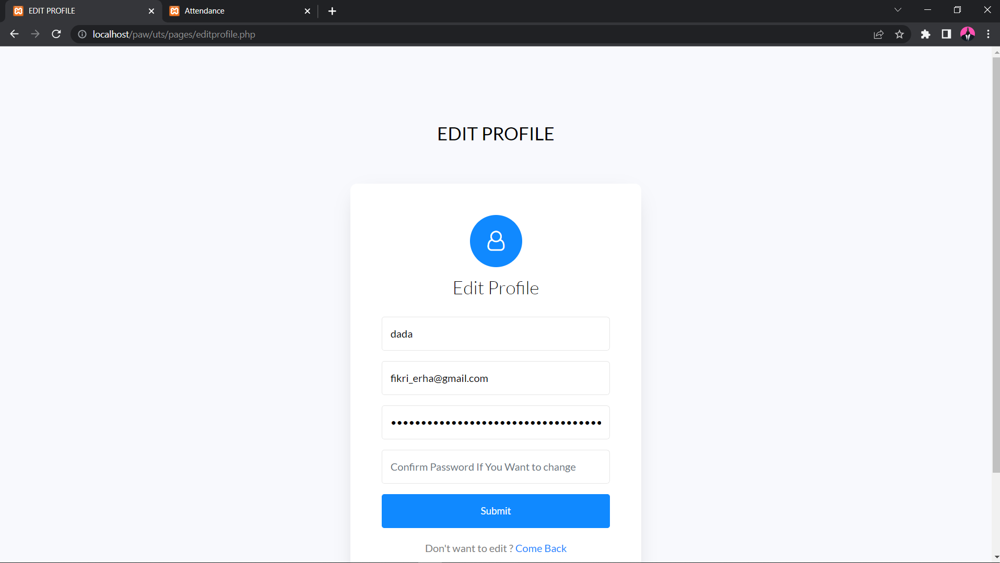 EDIT PROFILE
Attendance
localhost/paw/uts/pages/editprofile.php
EDIT PROFILE
Edit Profile
dada
fikri_erha@gmail.com
•••••••••••••••••••••••••••••••••••
Confirm Password If You Want to change
Submit
Don't want to edit ? Come Back